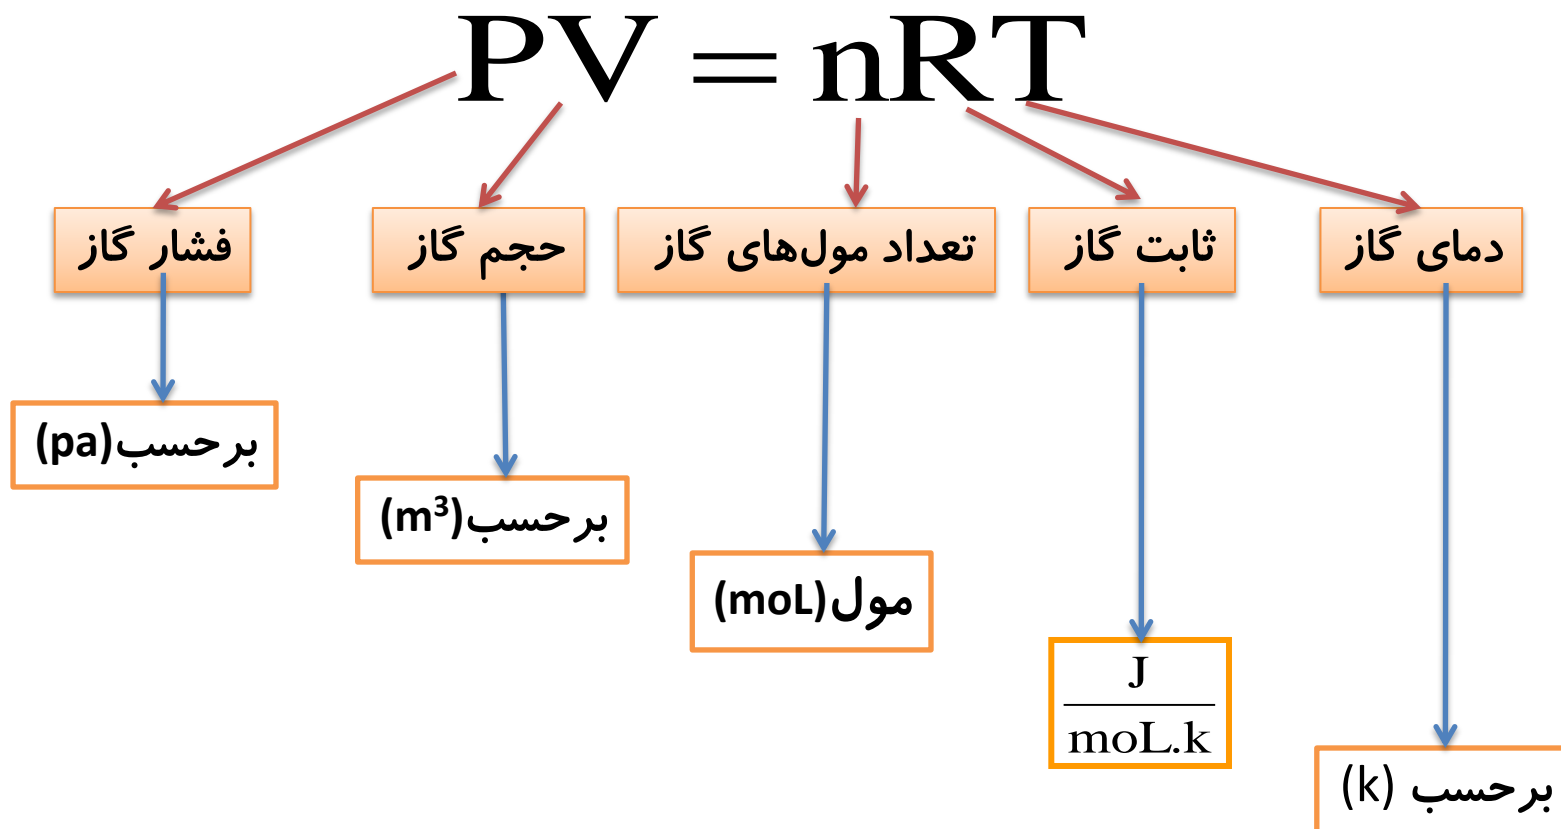 PV = nRT
فشار گاز
حجم گاز
تعداد مول‌های گاز
ثابت گاز
دمای گاز
برحسب(pa)
برحسب(m³)
مول(moL)
J
moL.k
برحسب (k)